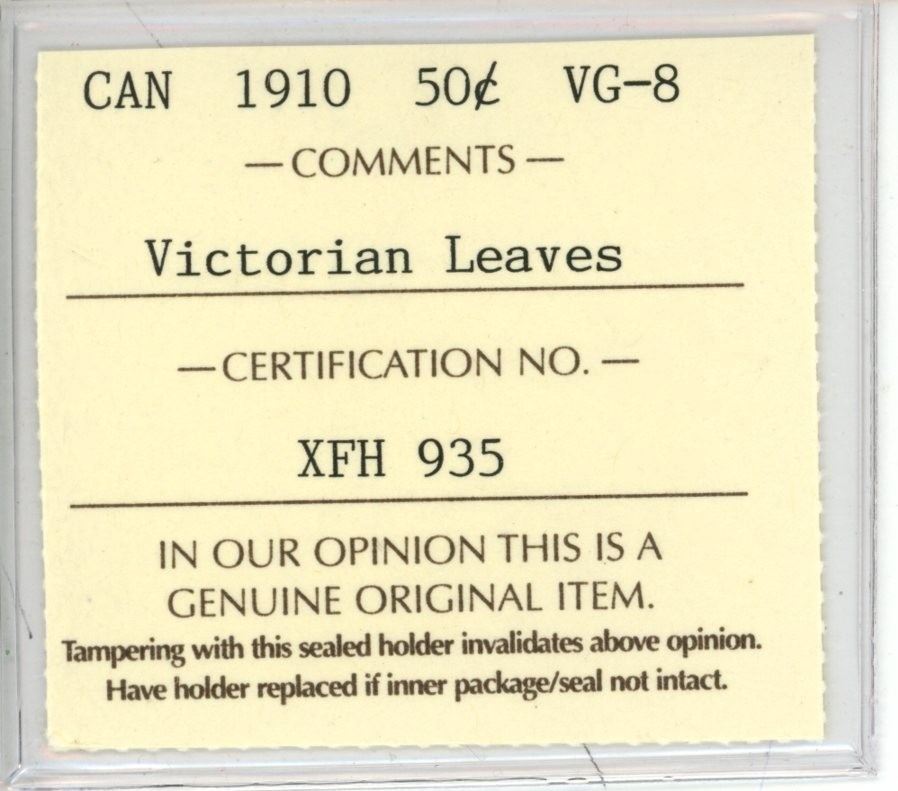 CAN 1910 50¢ VG-8
— COMMENTS —
Victorian Leaves
— CERTIFICATION NO. —
XFH 935
IN OUR OPINION THIS IS A
GENUINE ORIGINAL ITEM.
Tampering with this sealed holder invalidates above opinion.
Have holder replaced if inner package/seal not intact.